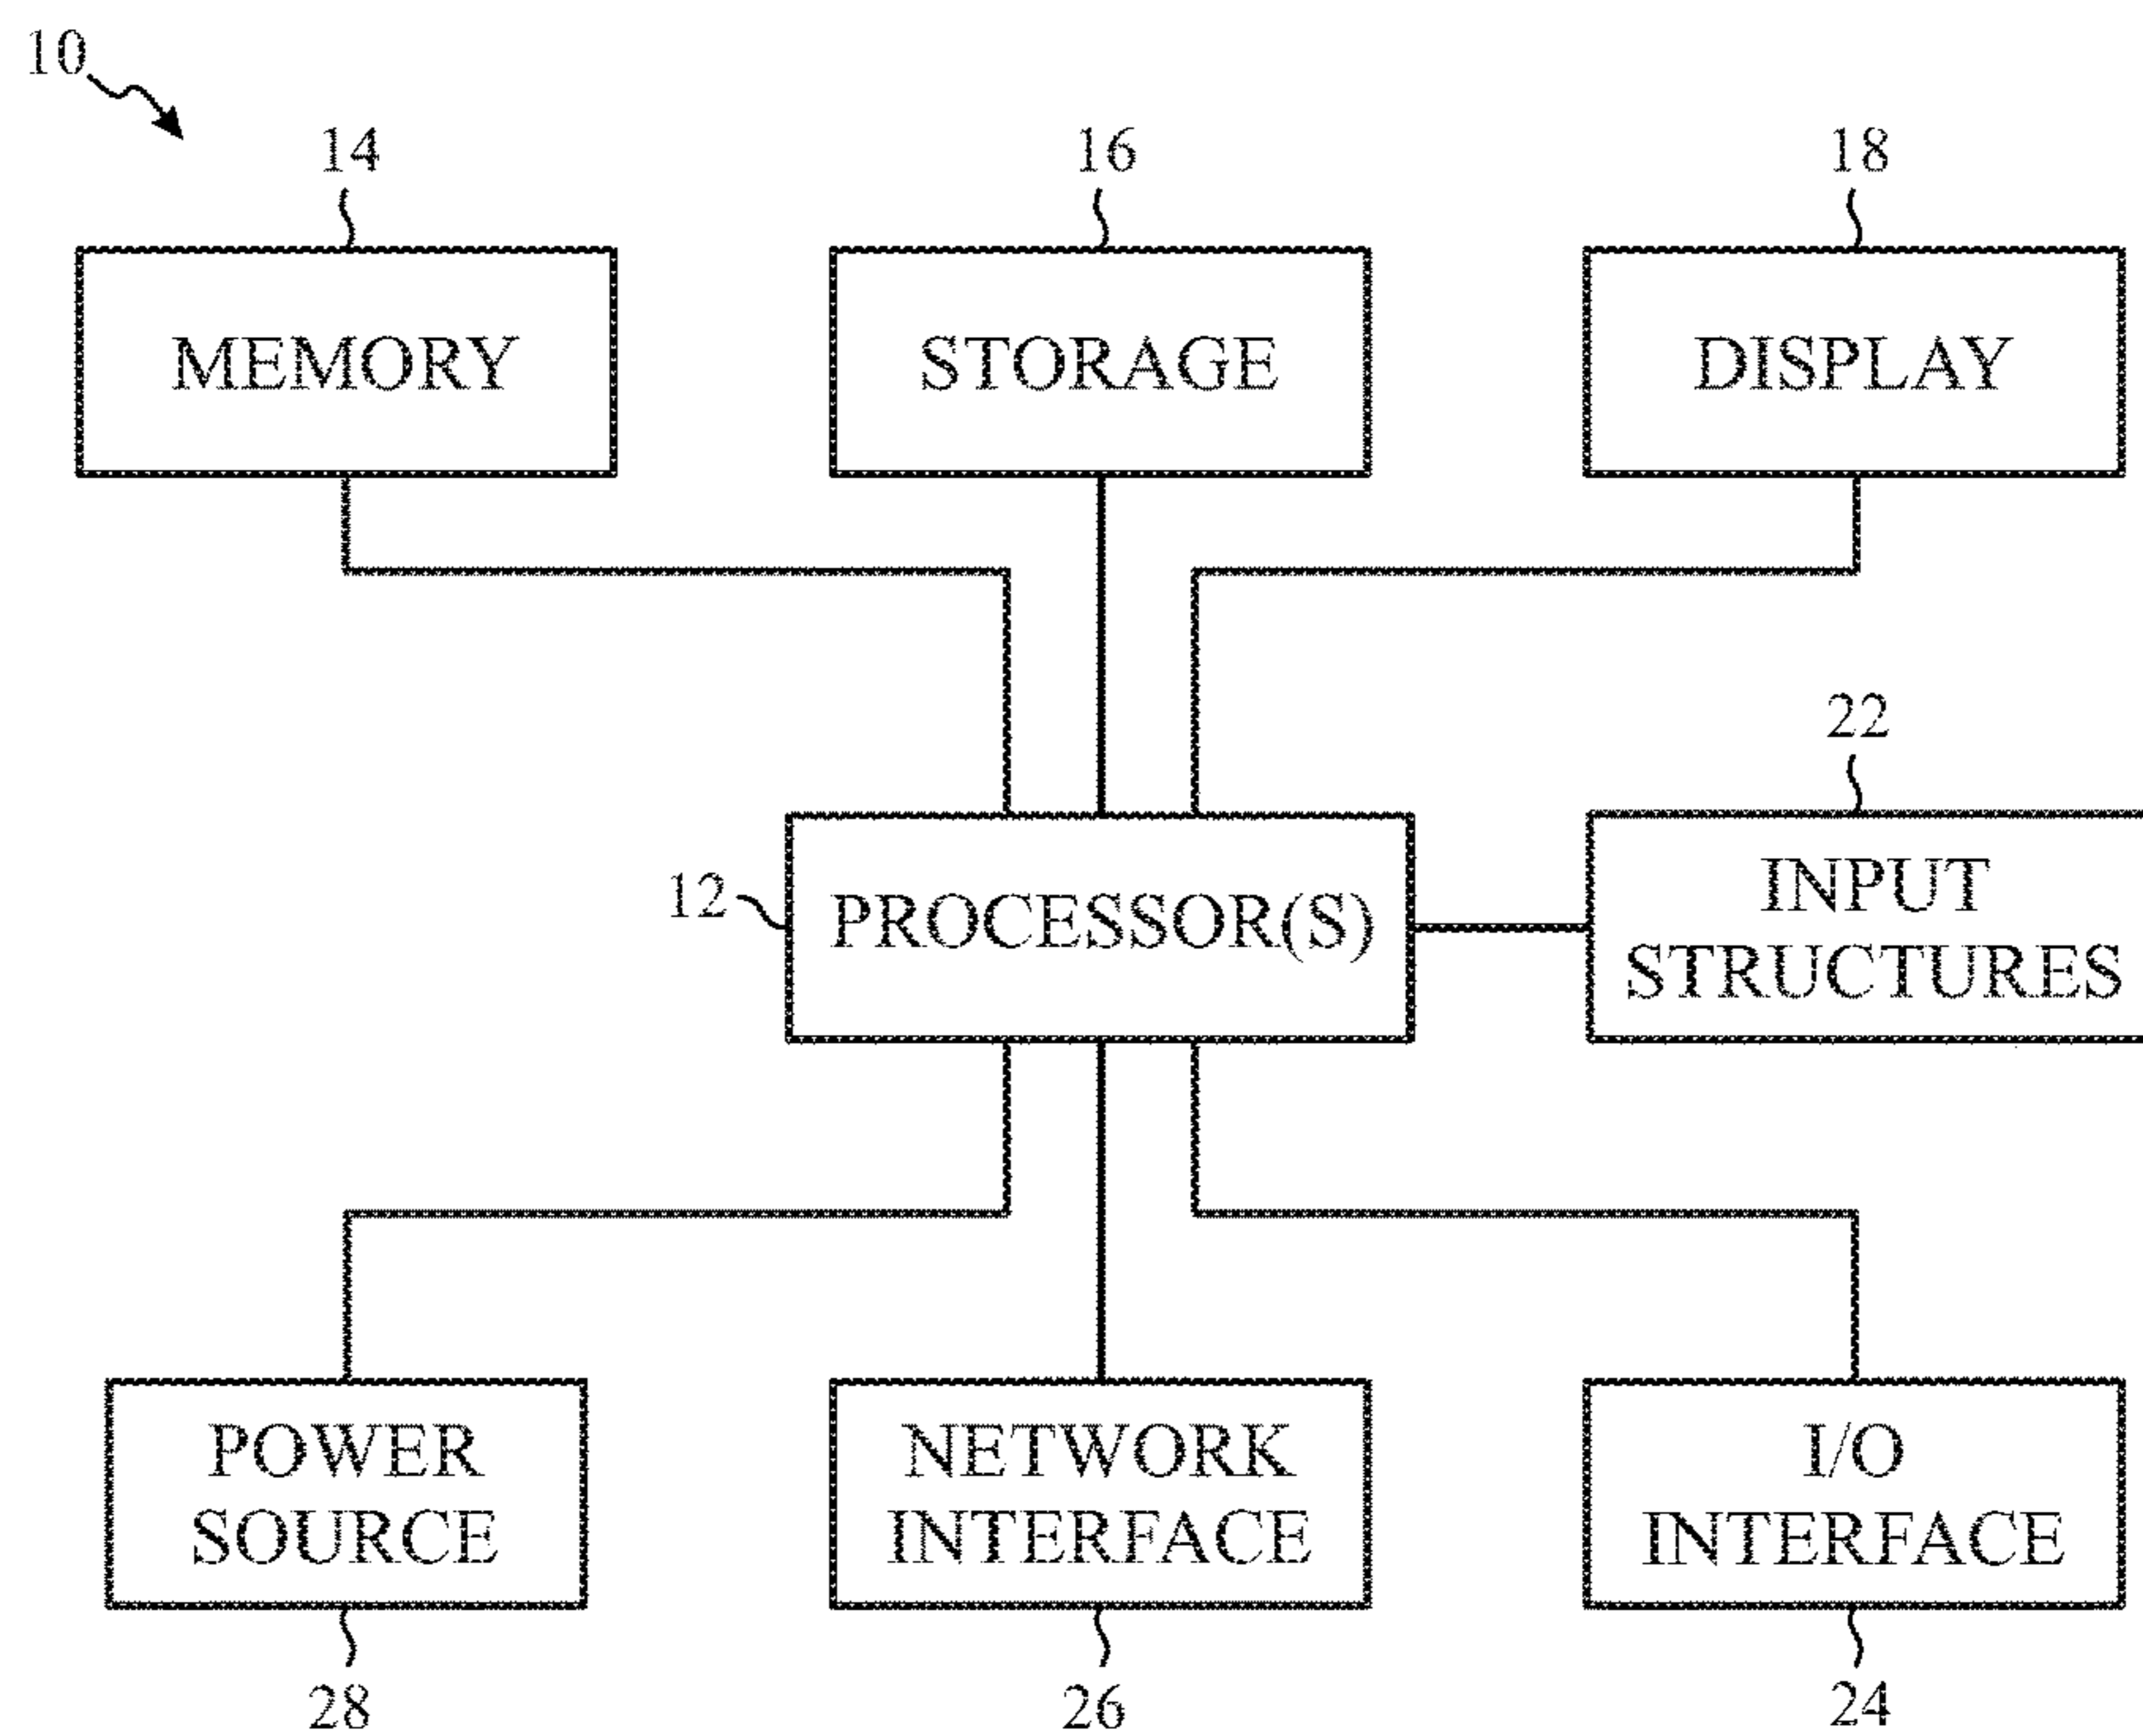 10
14
16
18
MEMORY
STORAGE
DISPLAY
22
12
PROCESSOR(S)
INPUT
STRUCTURES
POWER
SOURCE
NETWORK
INTERFACE
I/O
INTERFACE
28
26
24